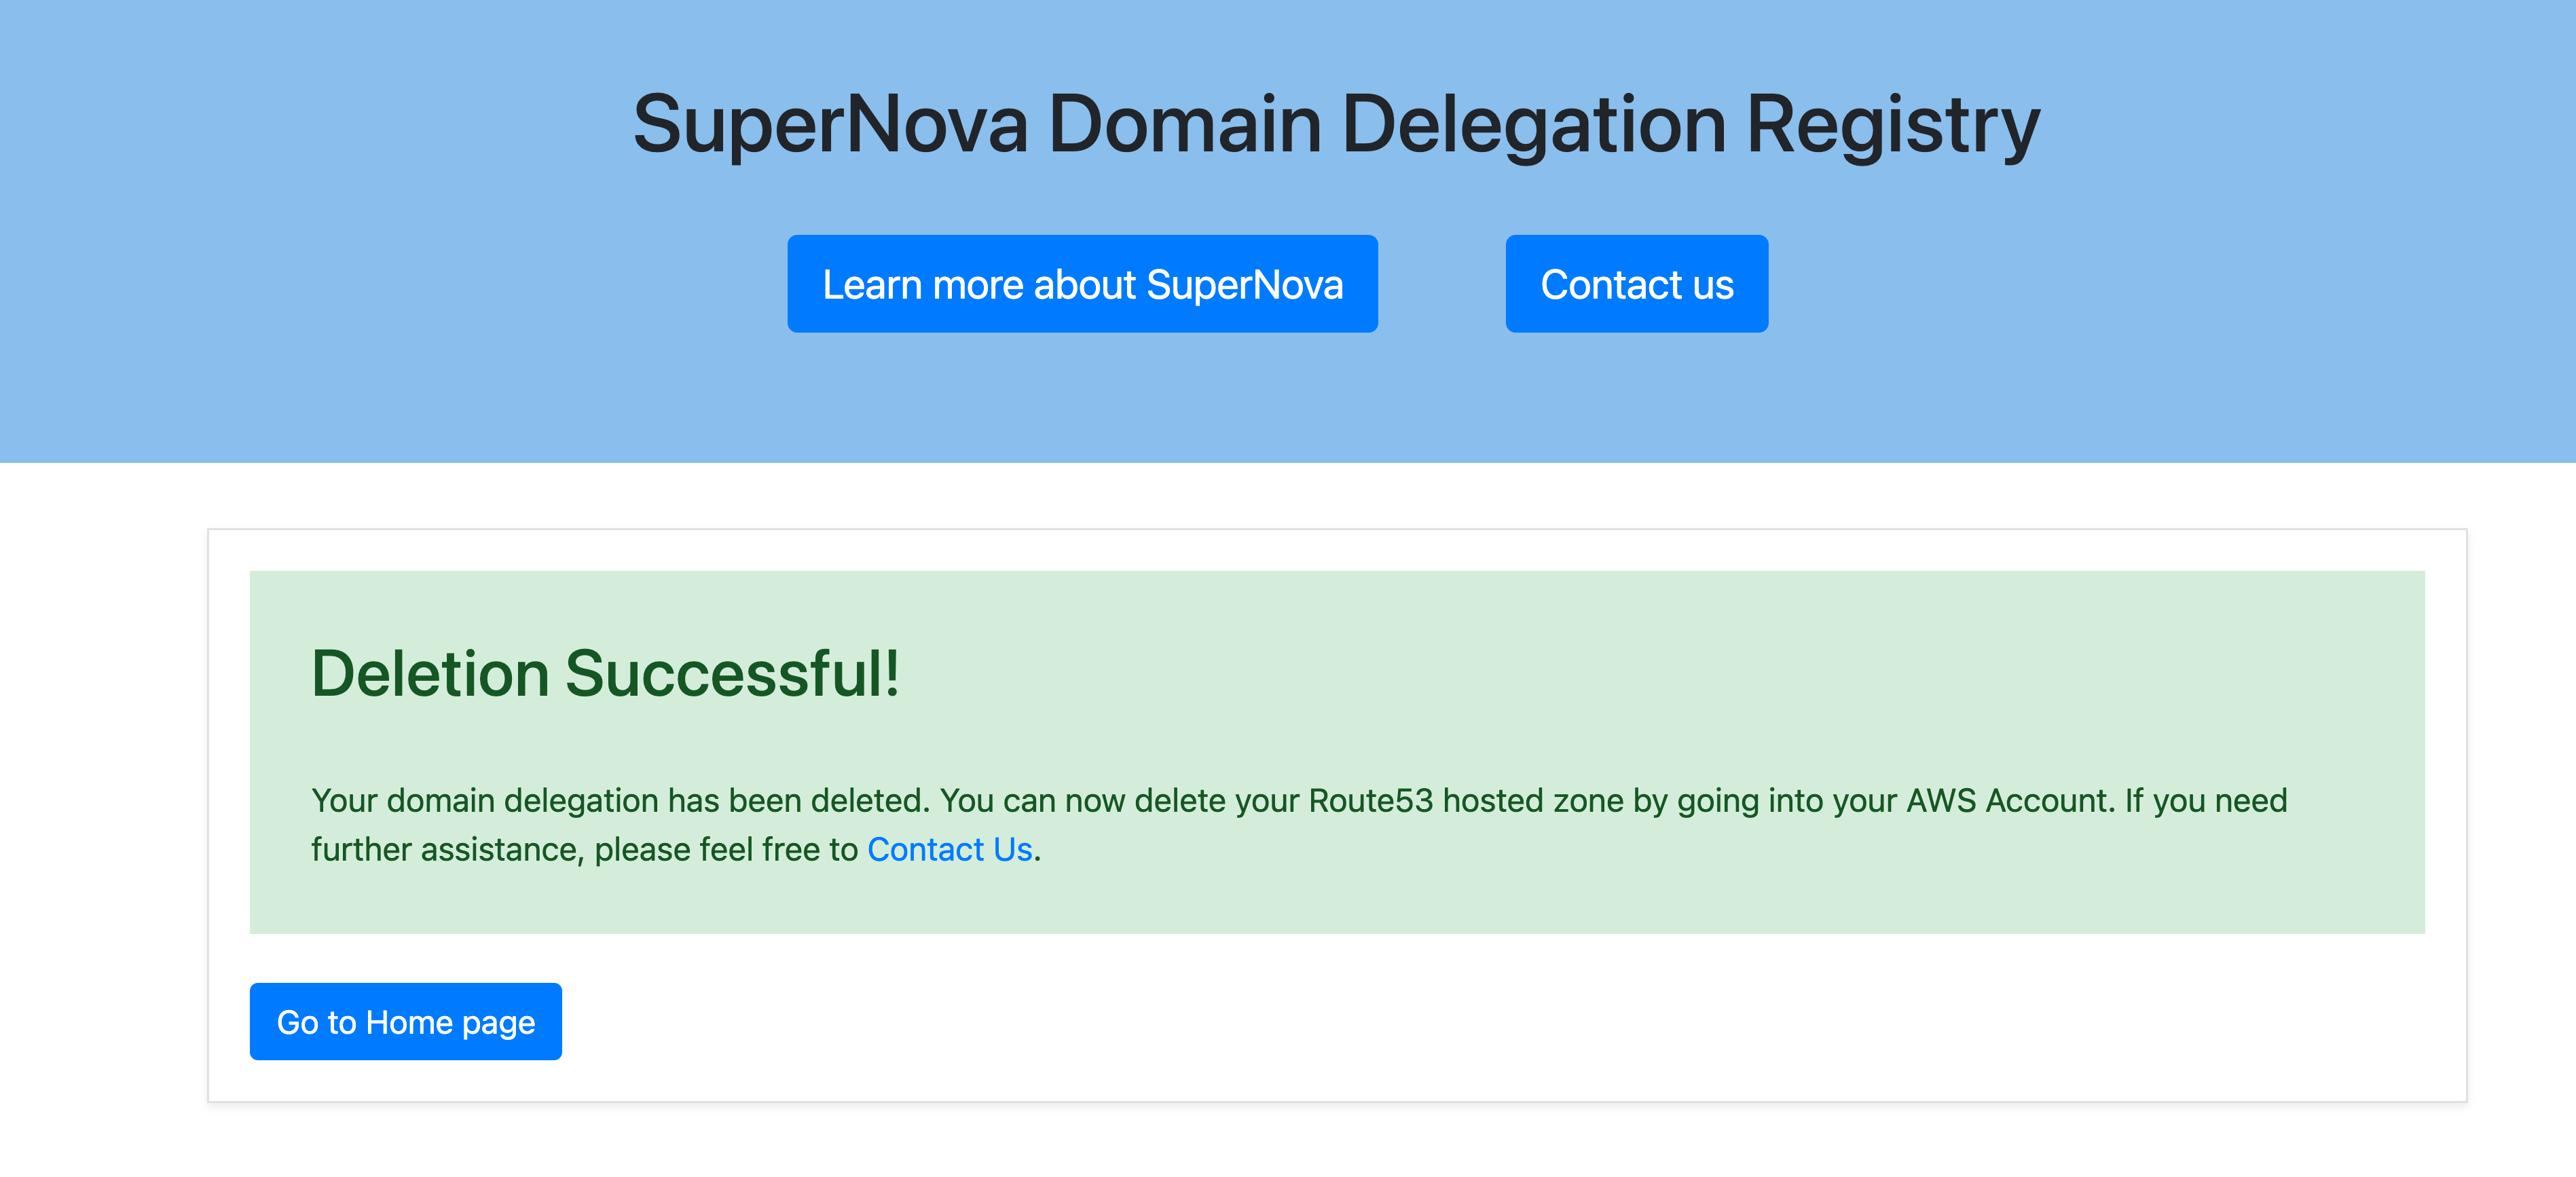 SuperNova Domain Delegation Registry
Learn more about SuperNova
Contact us
Deletion Successful!
Your domain delegation has been deleted. You can now delete your Route53 hosted zone by going into your AWS Account. If you need
further assistance, please feel free to Contact Us.
Go to Home page